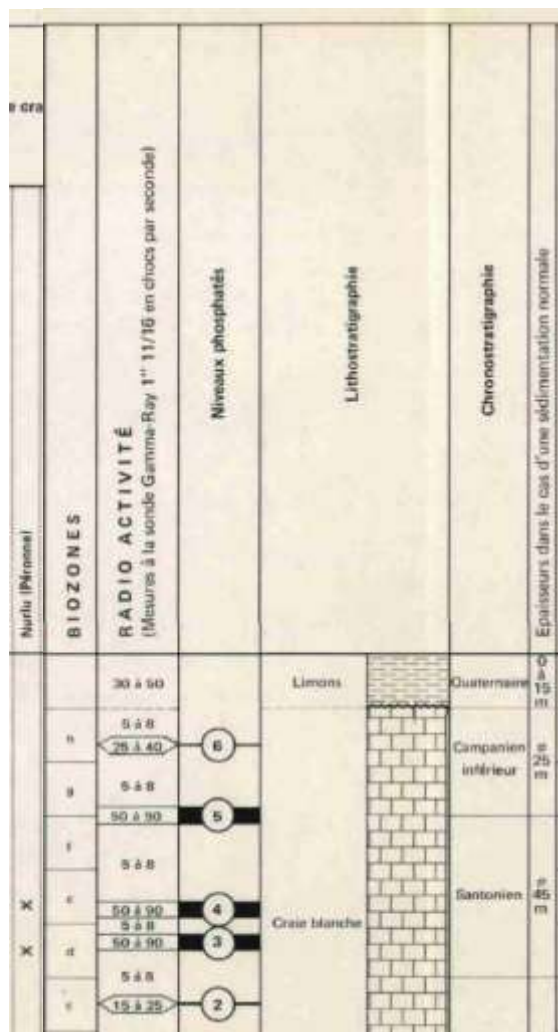 e cra
Nurlu (Péronne)
BIOZONES
RADIO ACTIVITÉ
(Mesures à la sonde Gamma-Ray 1" 11/16 en chocs par seconde)
Niveaux phosphatés
Lithostratigraphie
Chronostratigraphie
Epaisseurs dans le cas d'une sédimentation normale
30 à 50
Limons
Quaternaire
0 à 15 m
h
5 à 8
25 à 40
6
Campanien inférieur
25 m
g
5 à 8
50 à 90
5
f
5 à 8
X
e
50 à 90
4
5 à 8
Craie blanche
Santonien
45 m
X
d
50 à 90
3
5 à 8
c
15 à 25
2